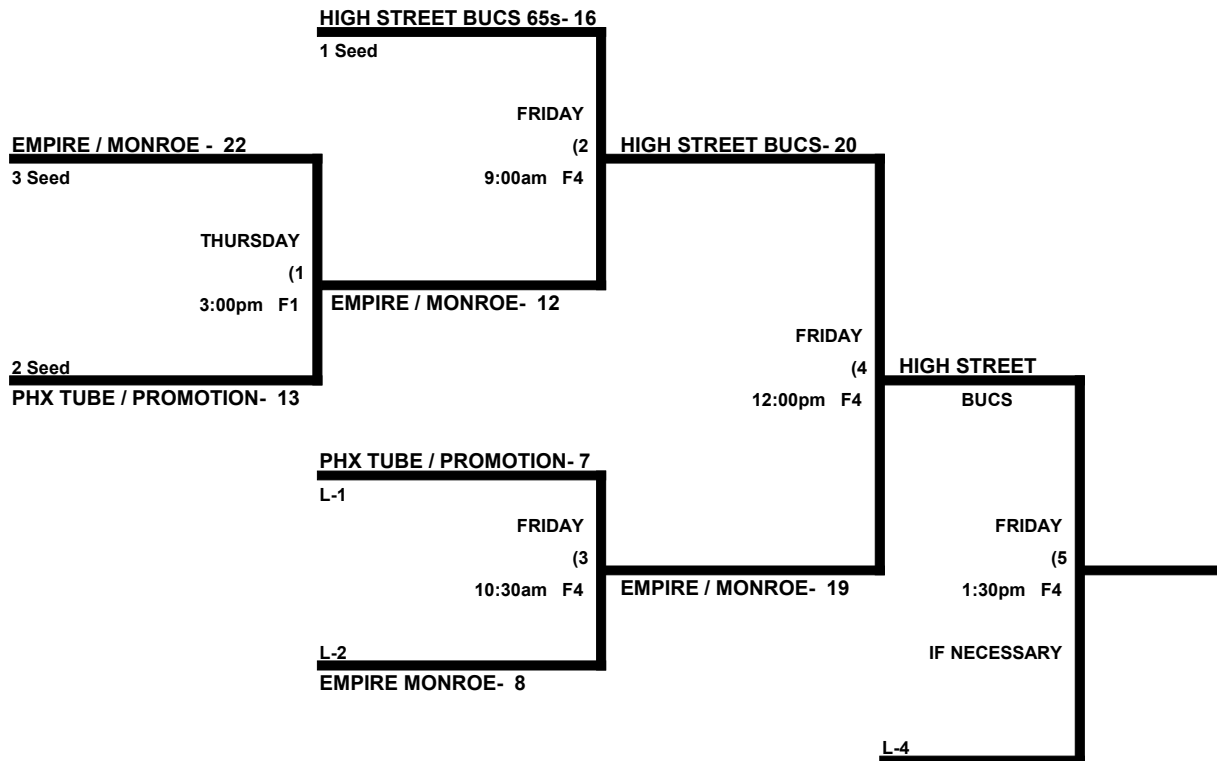 HIGH STREET BUCS 65s- 16
1 Seed
FRIDAY
EMPIRE / MONROE - 22
(2
HIGH STREET BUCS- 20
3 Seed
9:00am F4
THURSDAY
(1
3:00pm F1
EMPIRE / MONROE- 12
FRIDAY
2 Seed
(4
HIGH STREET
PHX TUBE / PROMOTION- 13
12:00pm F4
BUCS
PHX TUBE / PROMOTION- 7
L-1
FRIDAY
FRIDAY
(3
(5
10:30am F4
EMPIRE / MONROE- 19
1:30pm F4
L-2
IF NECESSARY
EMPIRE MONROE- 8
L-4